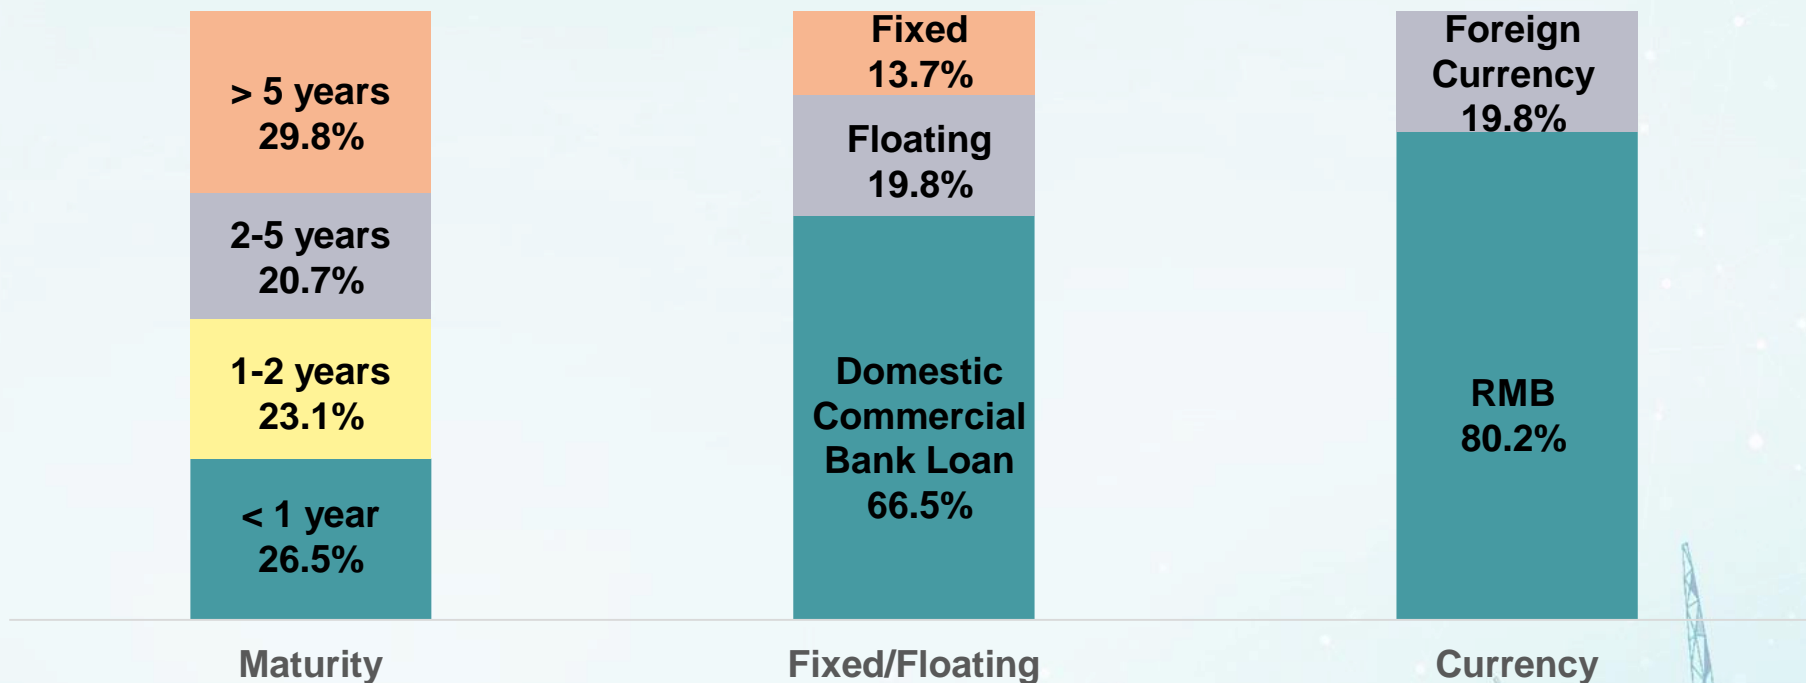 > 5 years
29.8%
2-5 years
20.7%
1-2 years
23.1%
< 1 year
26.5%
Maturity
Fixed
13.7%
Floating
19.8%
Domestic
Commercial
Bank Loan
66.5%
Fixed/Floating
Foreign
Currency
19.8%
RMB
80.2%
Currency